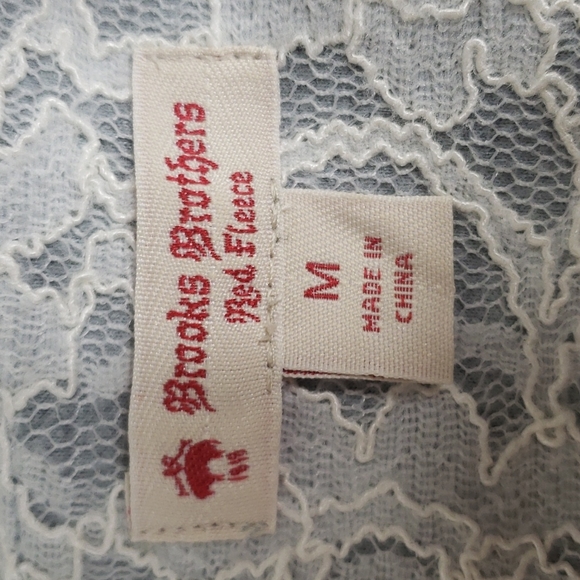 Brooks Brothers
Red Fleece
1818
M
MADE IN
CHINA